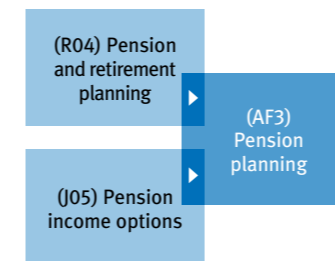 (R04) Pension
and retirement
planning
(AF3)
Pension
planning
(J05) Pension
income options